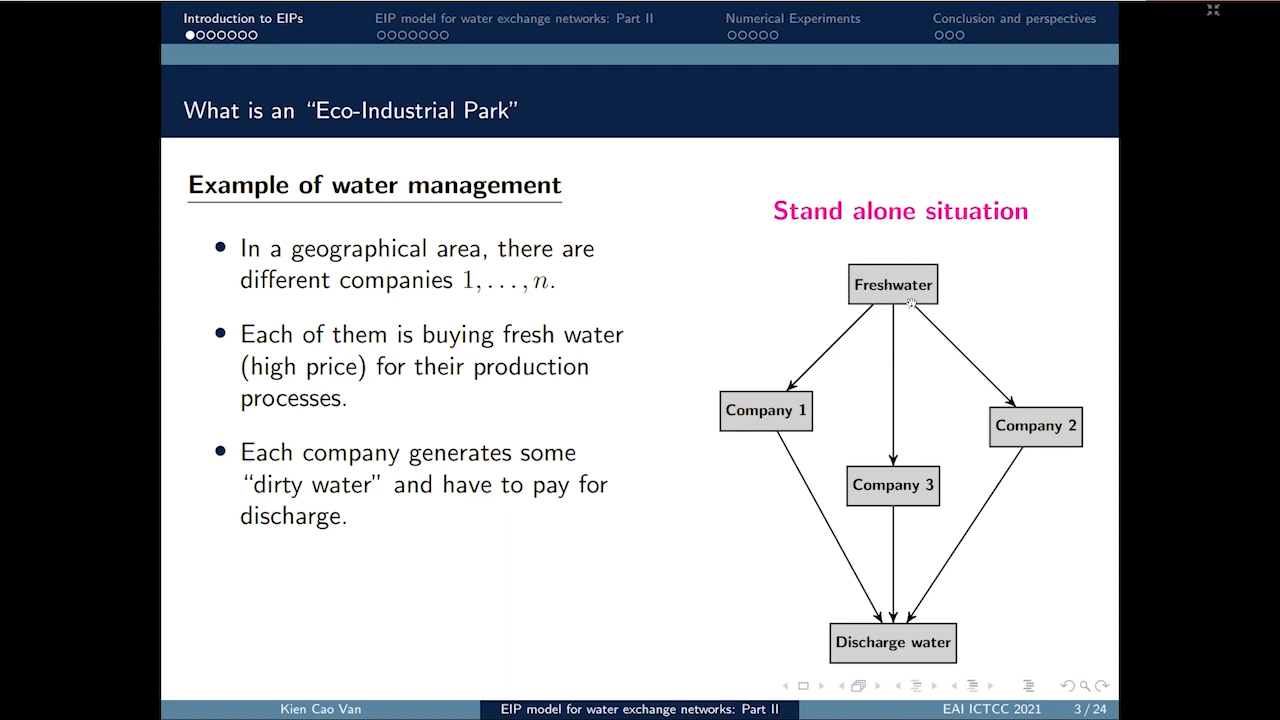 Introduction to EIPs
EIP model for water exchange networks: Part II
Numerical Experiments
Conclusion and perspectives
What is an “Eco-Industrial Park”
Example of water management
In a geographical area, there are
different companies 1, . . . , n.
Each of them is buying fresh water
(high price) for their production
processes.
Each company generates some
“dirty water” and have to pay for
discharge.
Stand alone situation
Freshwater
Company 1
Company 2
Company 3
Discharge water
Kien Cao Van
EIP model for water exchange networks: Part II
EAI ICTCC 2021
3 / 24